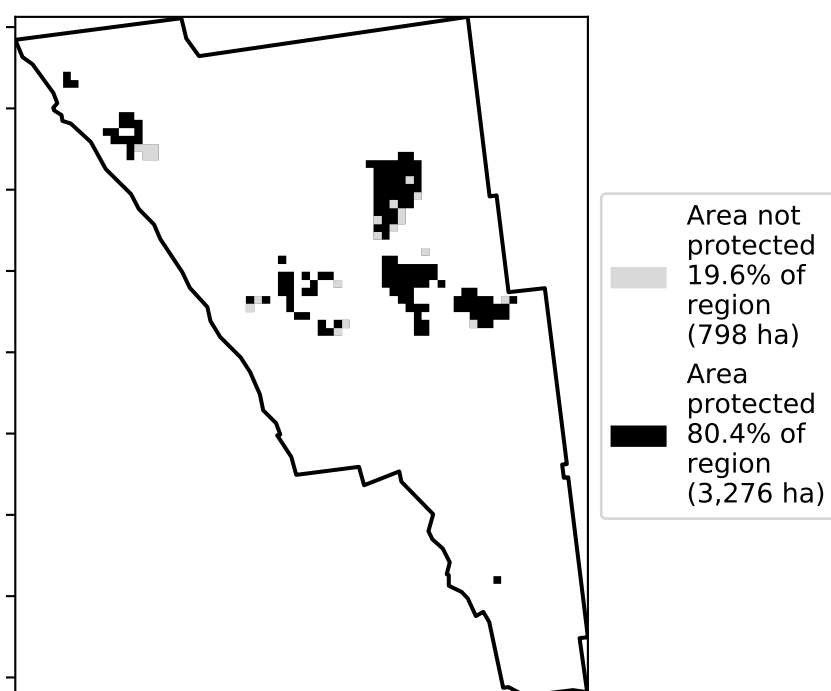 Area not
protected
19.6% of
region
(798 ha)
Area
protected
80.4% of
region
(3,276 ha)